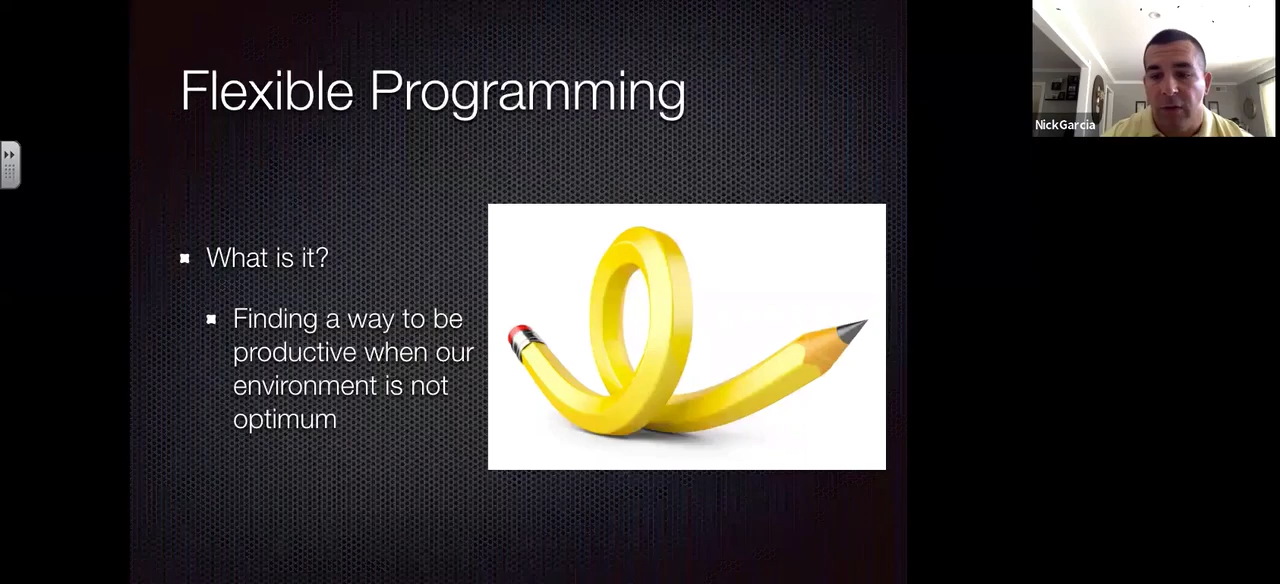 Flexible Programming
NickGarcia
What is it?
Finding a way to be
productive when our
environment is not
optimum